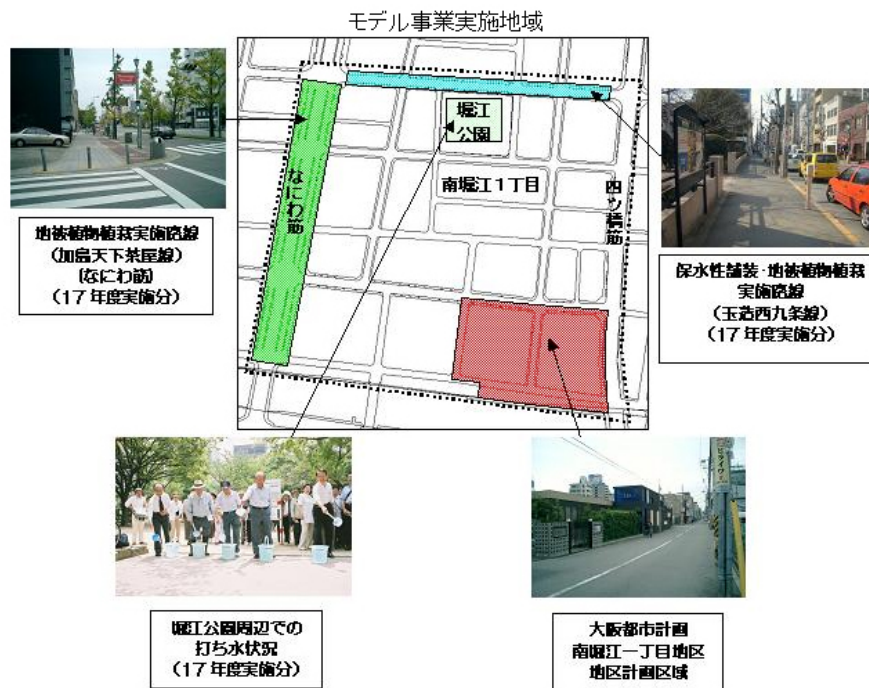 モデル事業実施地域
堀江
公園
南堀江1丁目
なにわ筋
四ツ橋筋
地被植物植栽実施路線
(加島天下茶屋線)
(なにわ筋)
(17年度実施分)
保水性舗装・地被植物植栽
実施路線
(玉造西九条線)
(17年度実施分)
堀江公園周辺での
打ち水状況
(17年度実施分)
大阪都市計画
南堀江一丁目地区
地区計画区域